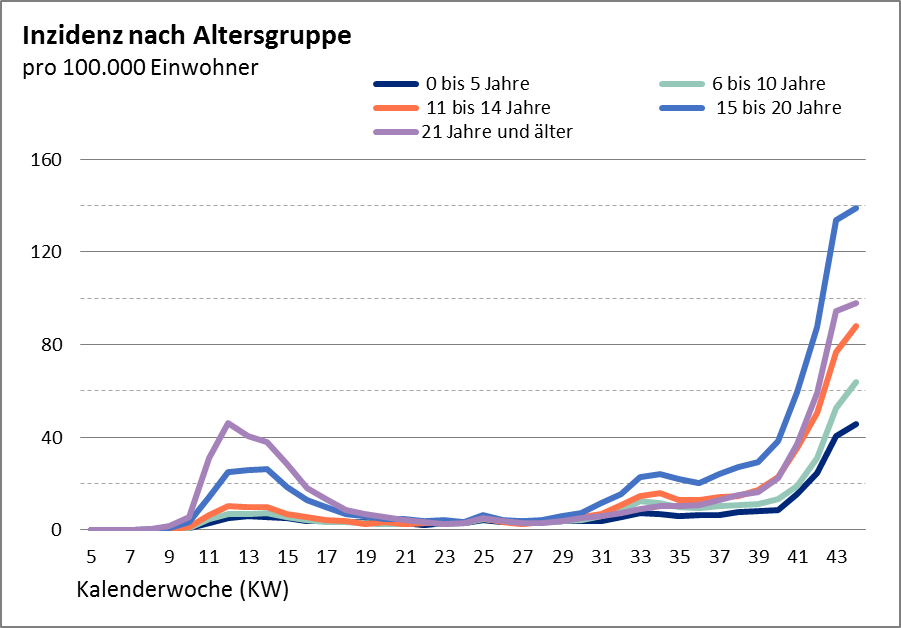 Inzidenz nach Altersgruppe
pro 100.000 Einwohner
0 bis 5 Jahre 6 bis 10 Jahre
11 bis 14 Jahre 15 bis 20 Jahre
21 Jahre und älter
160
120
80
40
0
5 7 9 11 13 15 17 19 21 23 25 27 29 31 33 35 37 39 41 43
Kalenderwoche (KW)